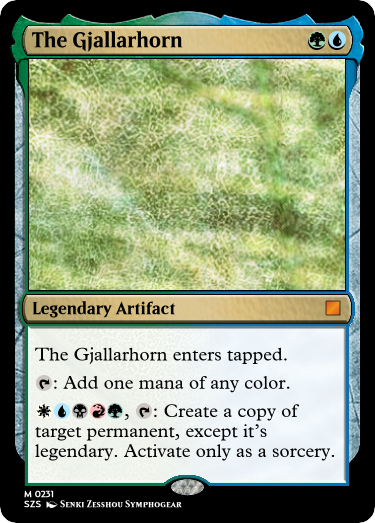 The Gjallarhorn
Legendary Artifact
The Gjallarhorn enters tapped.
: Add one mana of any color.
, : Create a copy of
target permanent, except it's
legendary. Activate only as a sorcery.
M 0231
SZS Senki Zesshou Symphogear